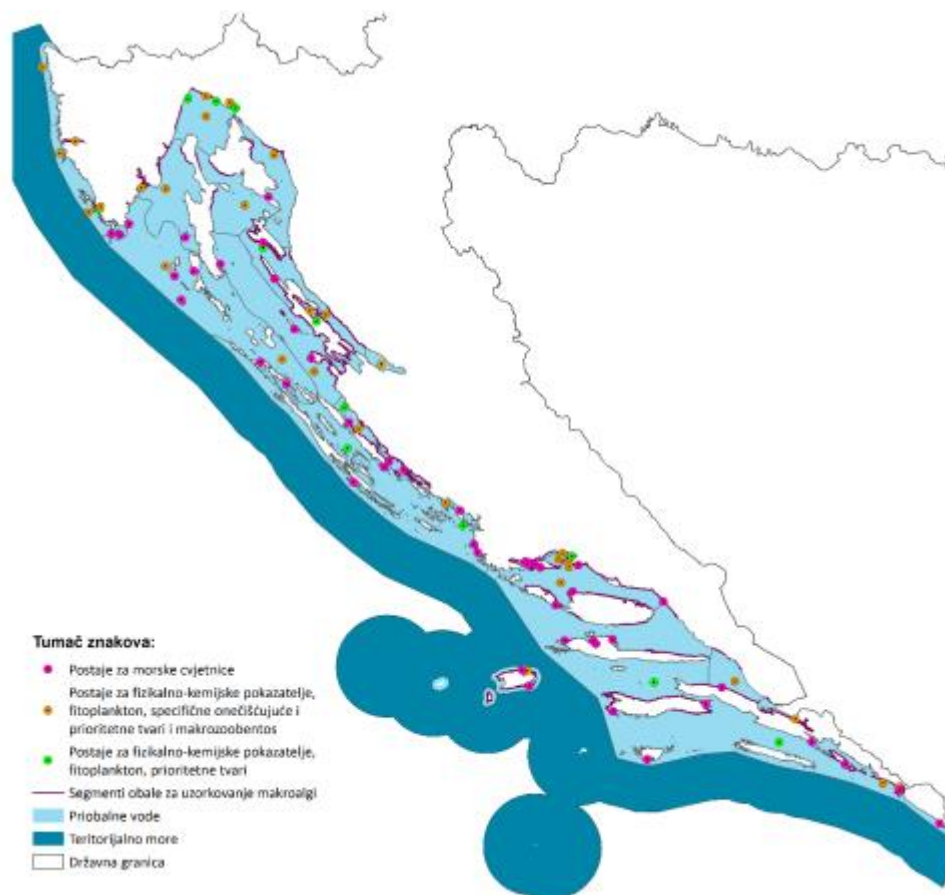 Tumač znakova:
Postaje za morske cvjetnice
Postaje za fizikalno-kemijske pokazatelje,
fitoplankton, specifične onečišćujuće i
prioritetne tvari i makrozoobentos
Postaje za fizikalno-kemijske pokazatelje,
fitoplankton, prioritetne tvari
Segmenti obale za uzorkovanje makroalgi
Priobalne vode
Teritorijalno more
Državna granica